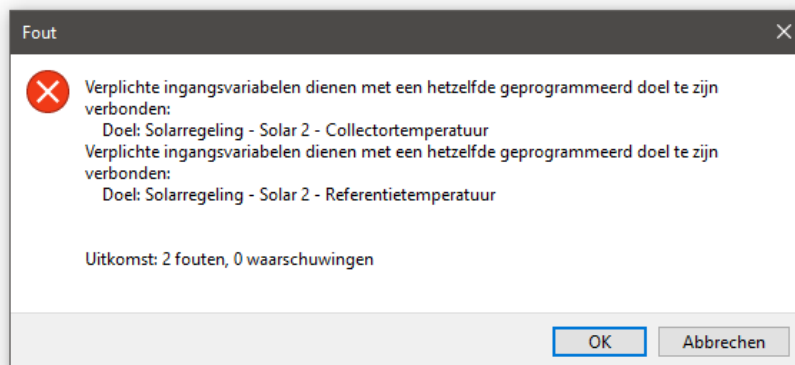 Fout
Verplichte ingangsvariabelen dienen met een hetzelfde geprogrammeerd doel te zijn
verbonden:
Doel: Solarregeling - Solar 2 - Collectortemperatuur
Verplichte ingangsvariabelen dienen met een hetzelfde geprogrammeerd doel te zijn
verbonden:
Doel: Solarregeling - Solar 2 - Referentietemperatuur
Uitkomst: 2 fouten, 0 waarschuwingen
OK
Abbrechen